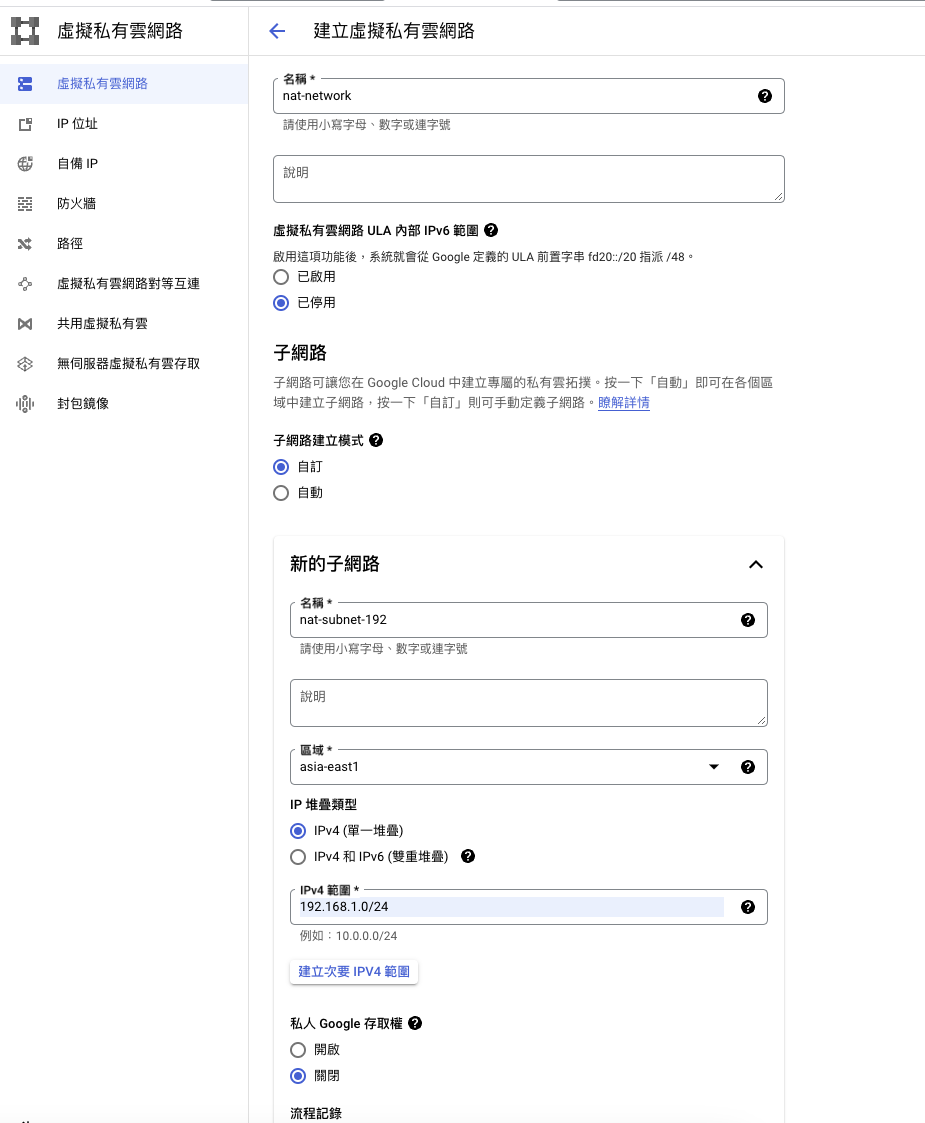 虛擬私有雲網路
建立虛擬私有雲網路
虛擬私有雲網路
IP 位址
自備 IP
防火牆
路徑
虛擬私有雲網路對等互連
共用虛擬私有雲
無伺服器虛擬私有雲存取
封包鏡像
名稱 *
nat-network
請使用小寫字母、數字或連字號
說明
虛擬私有雲網路 ULA 內部 IPv6 範圍
啟用這項功能後，系統就會從 Google 定義的 ULA 前置字串 fd20::/20 指派 /48。
已啟用
已停用
子網路
子網路可讓您在 Google Cloud 中建立專屬的私有雲拓撲。按一下「自動」即可在各個區
域中建立子網路，按一下「自訂」則可手動定義子網路。瞭解詳情
子網路建立模式
自訂
自動
新的子網路
名稱 *
nat-subnet-192
請使用小寫字母、數字或連字號
說明
區域 *
asia-east1
IP 堆疊類型
IPv4 (單一堆疊)
IPv4 和 IPv6 (雙重堆疊)
IPv4 範圍 *
192.168.1.0/24
例如：10.0.0.0/24
建立次要 IPV4 範圍
私人 Google 存取權
開啟
關閉
流程記錄